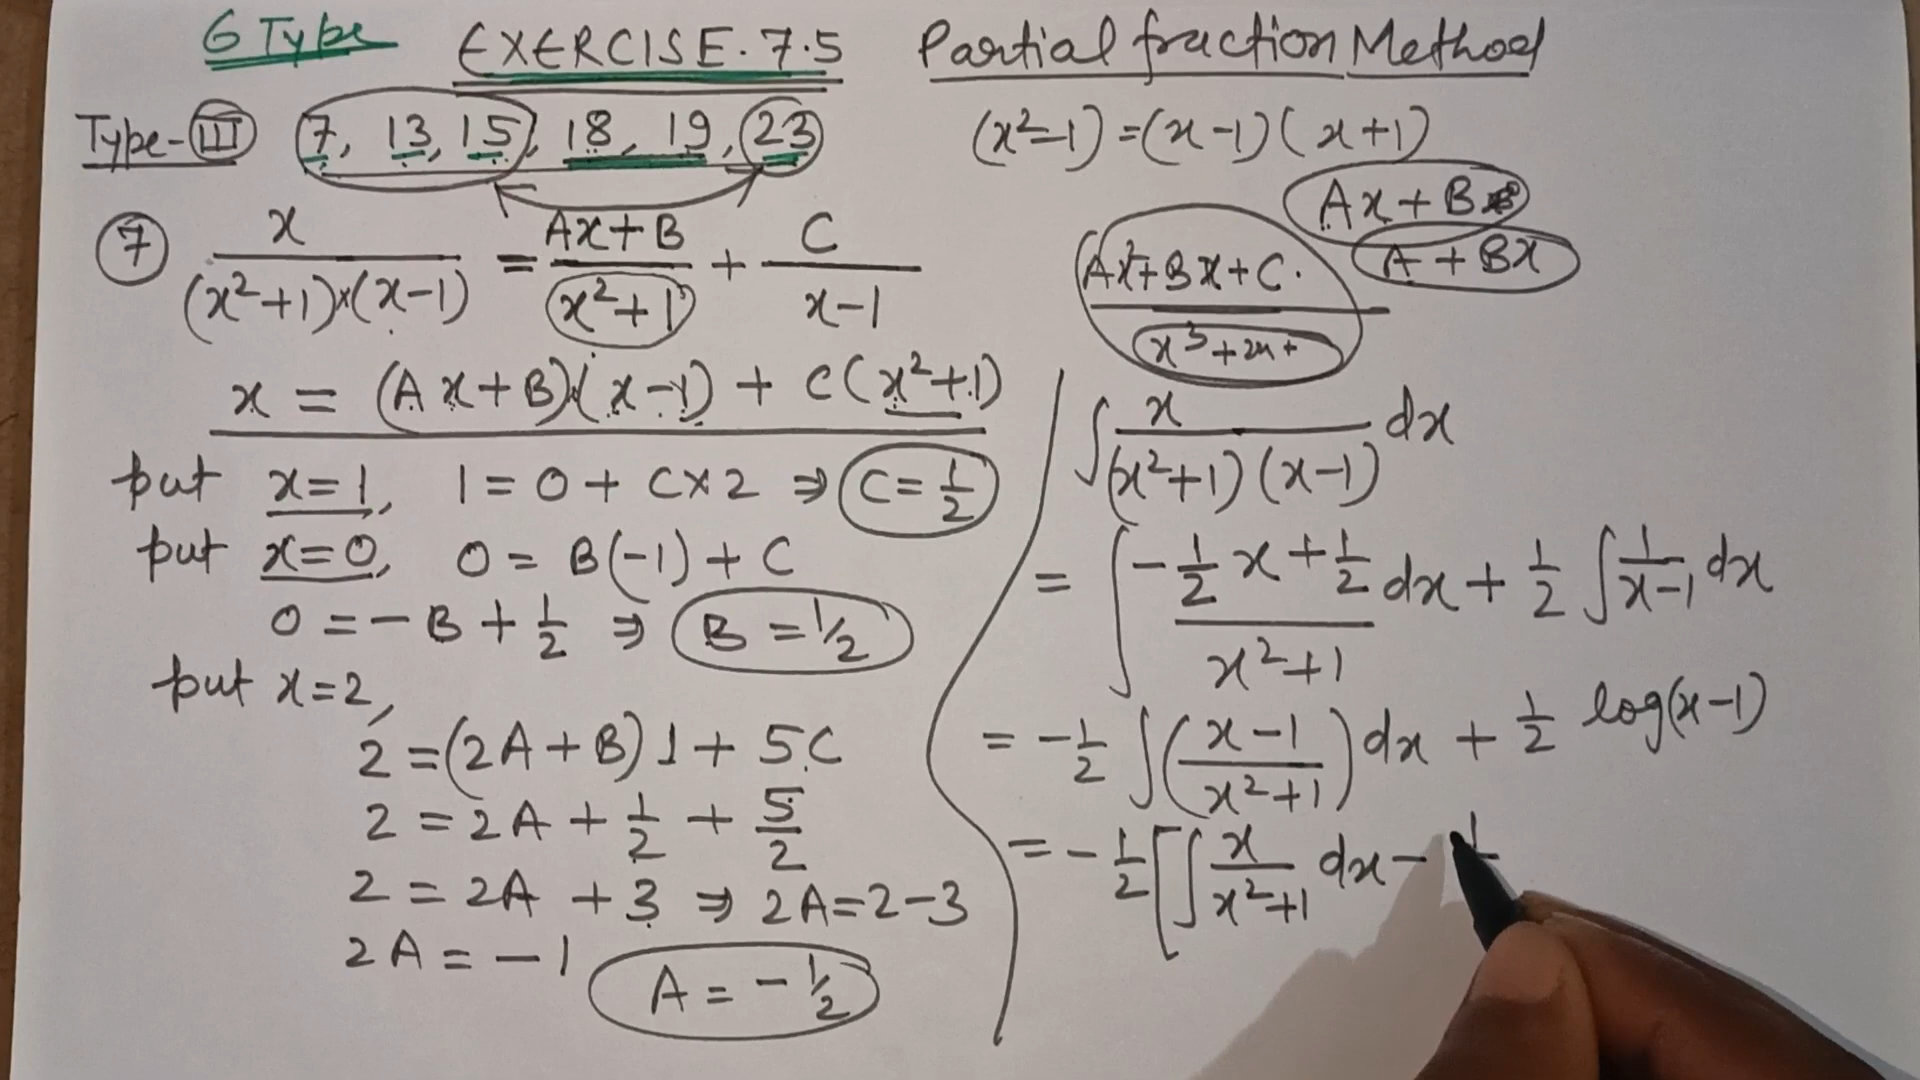 6 Type EXERCISE.7.5 Partial fraction Method
Type-III 7, 13, 15, 18, 19, 23 (x²-1)=(x-1)(x+1)
Ax+B
A+Bx
Ax²+Bx+C.
x³+2x+
7 x/((x²+1)×(x-1)) = (Ax+B)/(x²+1) + C/(x-1)
x = (Ax+B)(x-1) + C(x²+1)
put x=1, 1=0+C×2 ⇒ C=1/2
put x=0, 0=B(-1)+C
0=-B+1/2 ⇒ B=1/2
put x=2,
2=(2A+B)1+5C
2=2A+1/2+5/2
2=2A+3 ⇒ 2A=2-3
2A=-1 A=-1/2
∫x/((x²+1)(x-1)) dx
=∫(-1/2 x+1/2)/(x²+1) dx+1/2∫1/(x-1) dx
=-1/2∫((x-1)/(x²+1))dx+1/2 log(x-1)
=-1/2[∫x/(x²+1) dx-